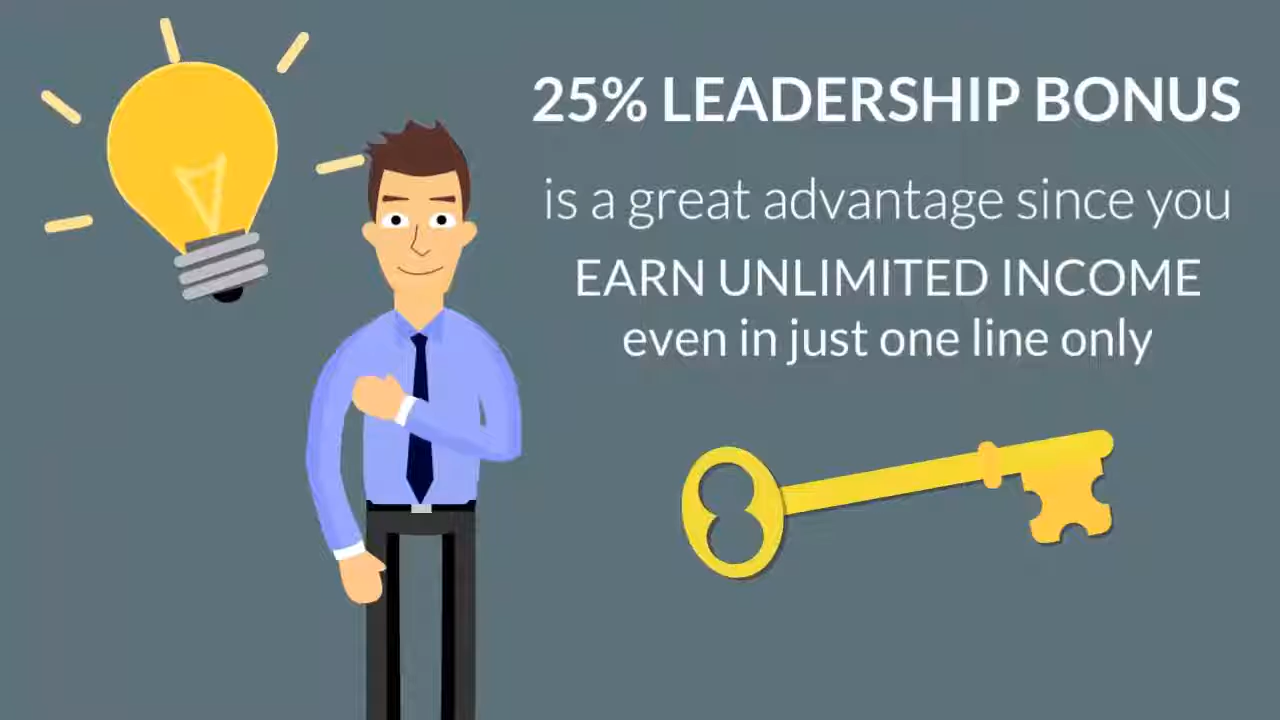 25% LEADERSHIP BONUS
is a great advantage since you
EARN UNLIMITED INCOME
even in just one line only